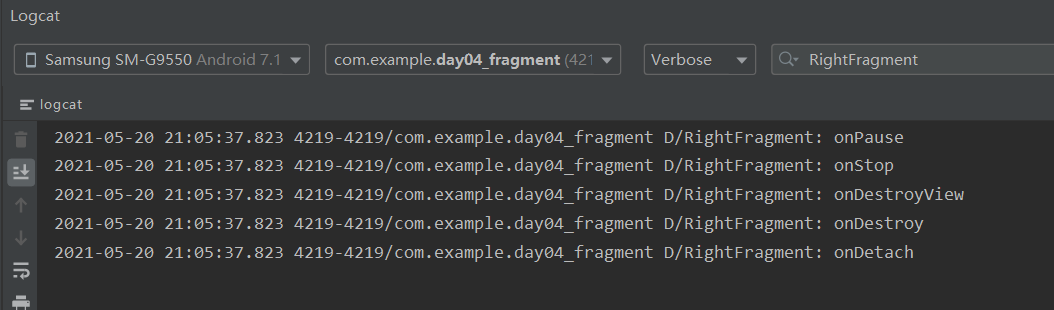 Logcat
Samsung SM-G9550 Android 7.1
com.example.day04_fragment (421
Verbose
RightFragment
logcat
2021-05-20 21:05:37.823 4219-4219/com.example.day04_fragment D/RightFragment: onPause
2021-05-20 21:05:37.823 4219-4219/com.example.day04_fragment D/RightFragment: onStop
2021-05-20 21:05:37.823 4219-4219/com.example.day04_fragment D/RightFragment: onDestroyView
2021-05-20 21:05:37.823 4219-4219/com.example.day04_fragment D/RightFragment: onDestroy
2021-05-20 21:05:37.823 4219-4219/com.example.day04_fragment D/RightFragment: onDetach